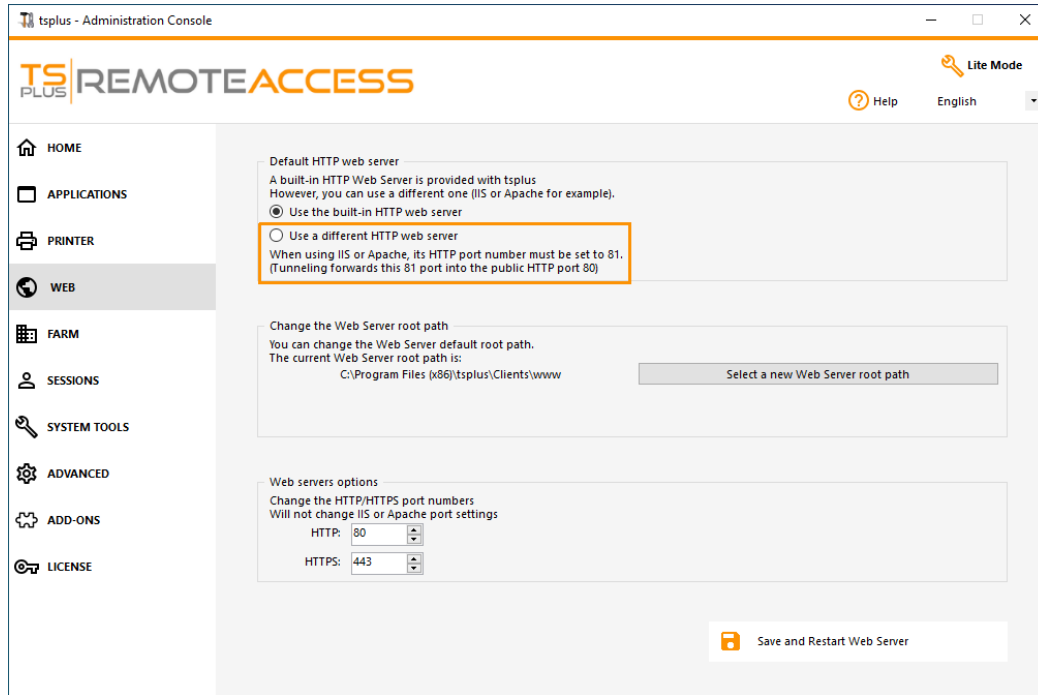 tsplus - Administration Console
TS PLUS REMOTEACCESS
Lite Mode
Help
English
HOME
APPLICATIONS
PRINTER
WEB
FARM
SESSIONS
SYSTEM TOOLS
ADVANCED
ADD-ONS
LICENSE
Default HTTP web server
A built-in HTTP Web Server is provided with tsplus
However, you can use a different one (IIS or Apache for example).
Use the built-in HTTP web server
Use a different HTTP web server
When using IIS or Apache, its HTTP port number must be set to 81.
(Tunneling forwards this 81 port into the public HTTP port 80)
Change the Web Server root path
You can change the Web Server default root path.
The current Web Server root path is:
C:\Program Files (x86)\tsplus\Clients\www
Select a new Web Server root path
Web servers options
Change the HTTP/HTTPS port numbers
Will not change IIS or Apache port settings
HTTP: 80
HTTPS: 443
Save and Restart Web Server